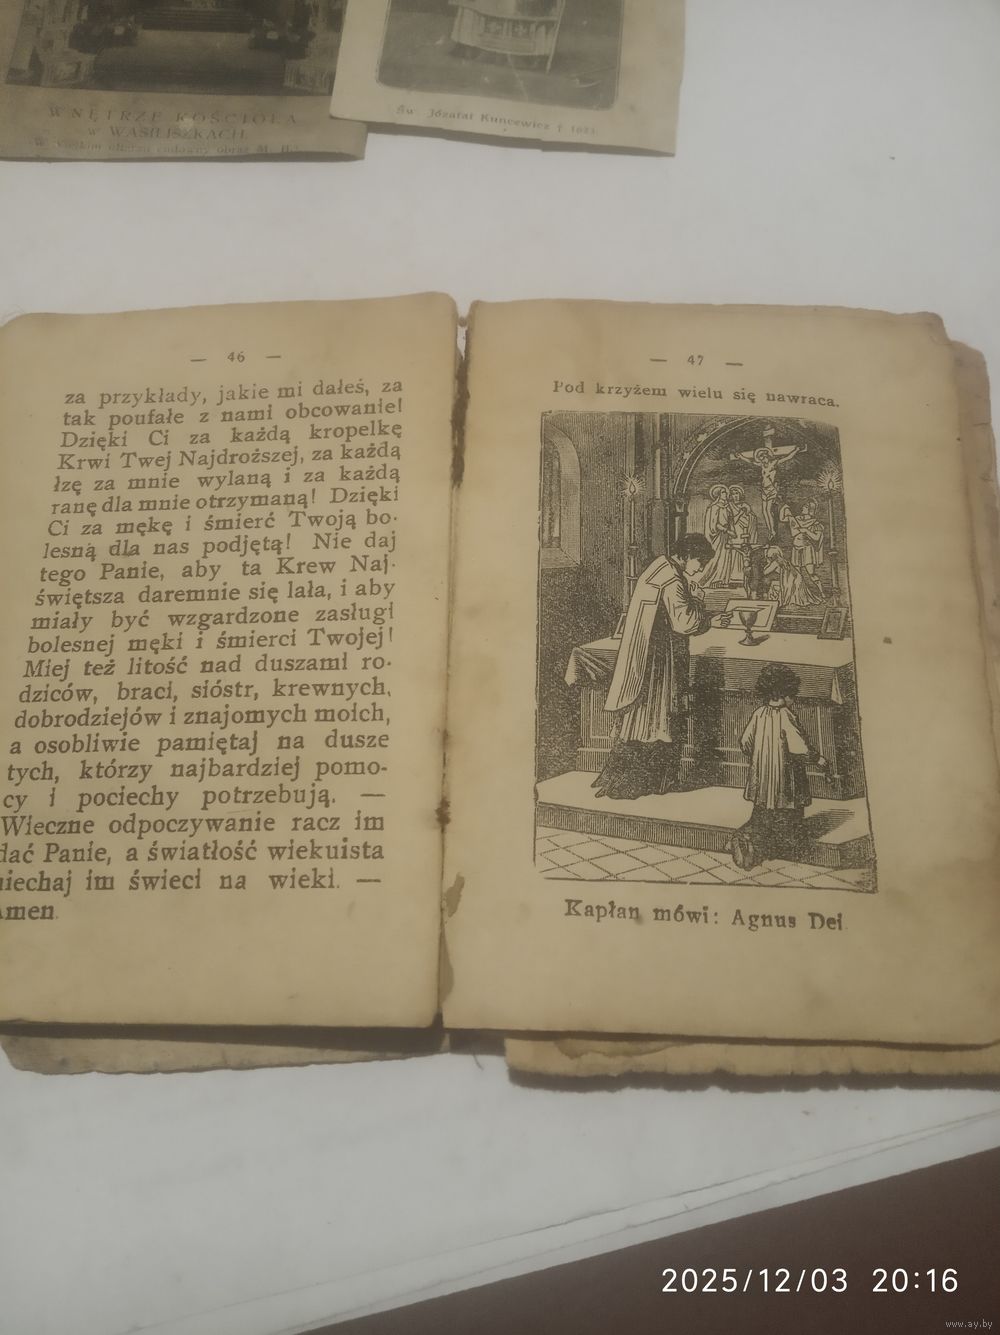 WNĘTRZE KOŚCIOŁA
w WASILISZKACH.
Św. Józafat Kuncewicz † 1623.
— 46 —
za przykłady, jakie mi dałeś, za
tak poufałe z nami obcowanie!
Dzięki Ci za każdą kropelkę
Krwi Twej Najdroższej, za każdą
łzę za mnie wylaną i za każdą
ranę dla mnie otrzymaną! Dzięki
Ci za mękę i śmierć Twoją bo-
lesną dla nas podjętą! Nie daj
tego Panie, aby ta Krew Naj-
świętsza daremnie się lała, i aby
miały być wzgardzone zasługi
bolesnej męki i śmierci Twojej!
Miej też litość nad duszami ro-
dziców, braci, sióstr, krewnych,
dobrodziejów i znajomych moich,
a osobliwie pamiętaj na dusze
tych, którzy najbardziej pomo-
cy i pociechy potrzebują. —
Wieczne odpoczywanie racz im
dać Panie, a światłość wiekuista
niechaj im świeci na wieki. —
Amen.
— 47 —
Pod krzyżem wielu się nawraca.
Kapłan mówi: Agnus Dei.
2025/12/03 20:16
www.ay.by